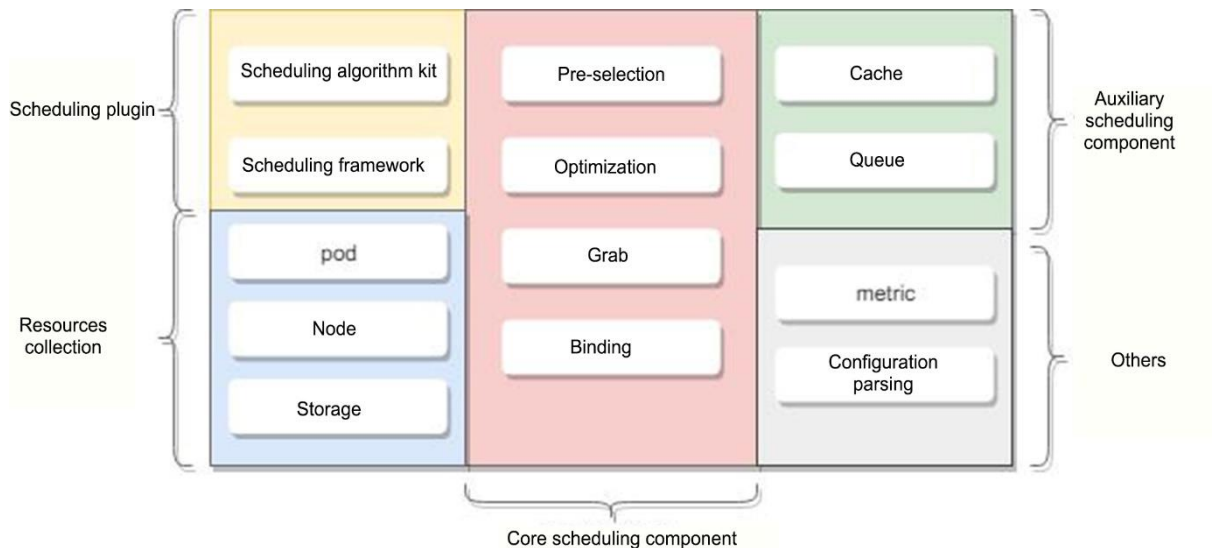 Scheduling plugin
Scheduling algorithm kit
Scheduling framework
Resources
collection
pod
Node
Storage
Pre-selection
Optimization
Grab
Binding
Core scheduling component
Cache
Queue
Auxiliary
scheduling
component
metric
Configuration
parsing
Others